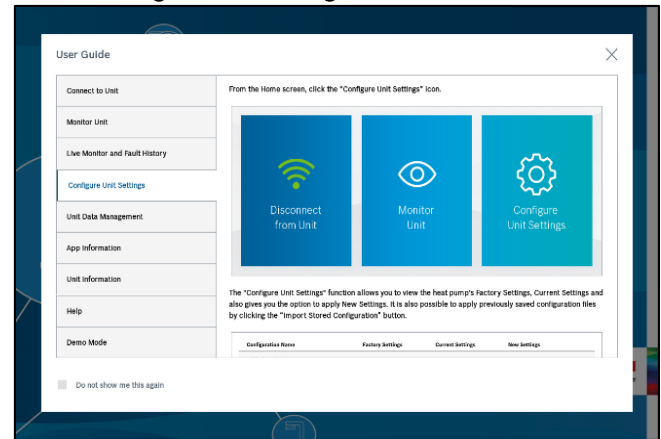 User Guide
Connect to Unit
Monitor Unit
Live Monitor and Fault History
Configure Unit Settings
Unit Data Management
App Information
Unit Information
Help
Demo Mode
From the Home screen, click the "Configure Unit Settings" icon.
Disconnect
from Unit
Monitor
Unit
Configure
Unit Settings
The "Configure Unit Settings" function allows you to view the heat pump's Factory Settings, Current Settings and
also gives you the option to apply New Settings. It is also possible to apply previously saved configuration files
by clicking the "Import Stored Configuration" button.
Configuration Name Factory Settings Current Settings New Settings
Do not show me this again